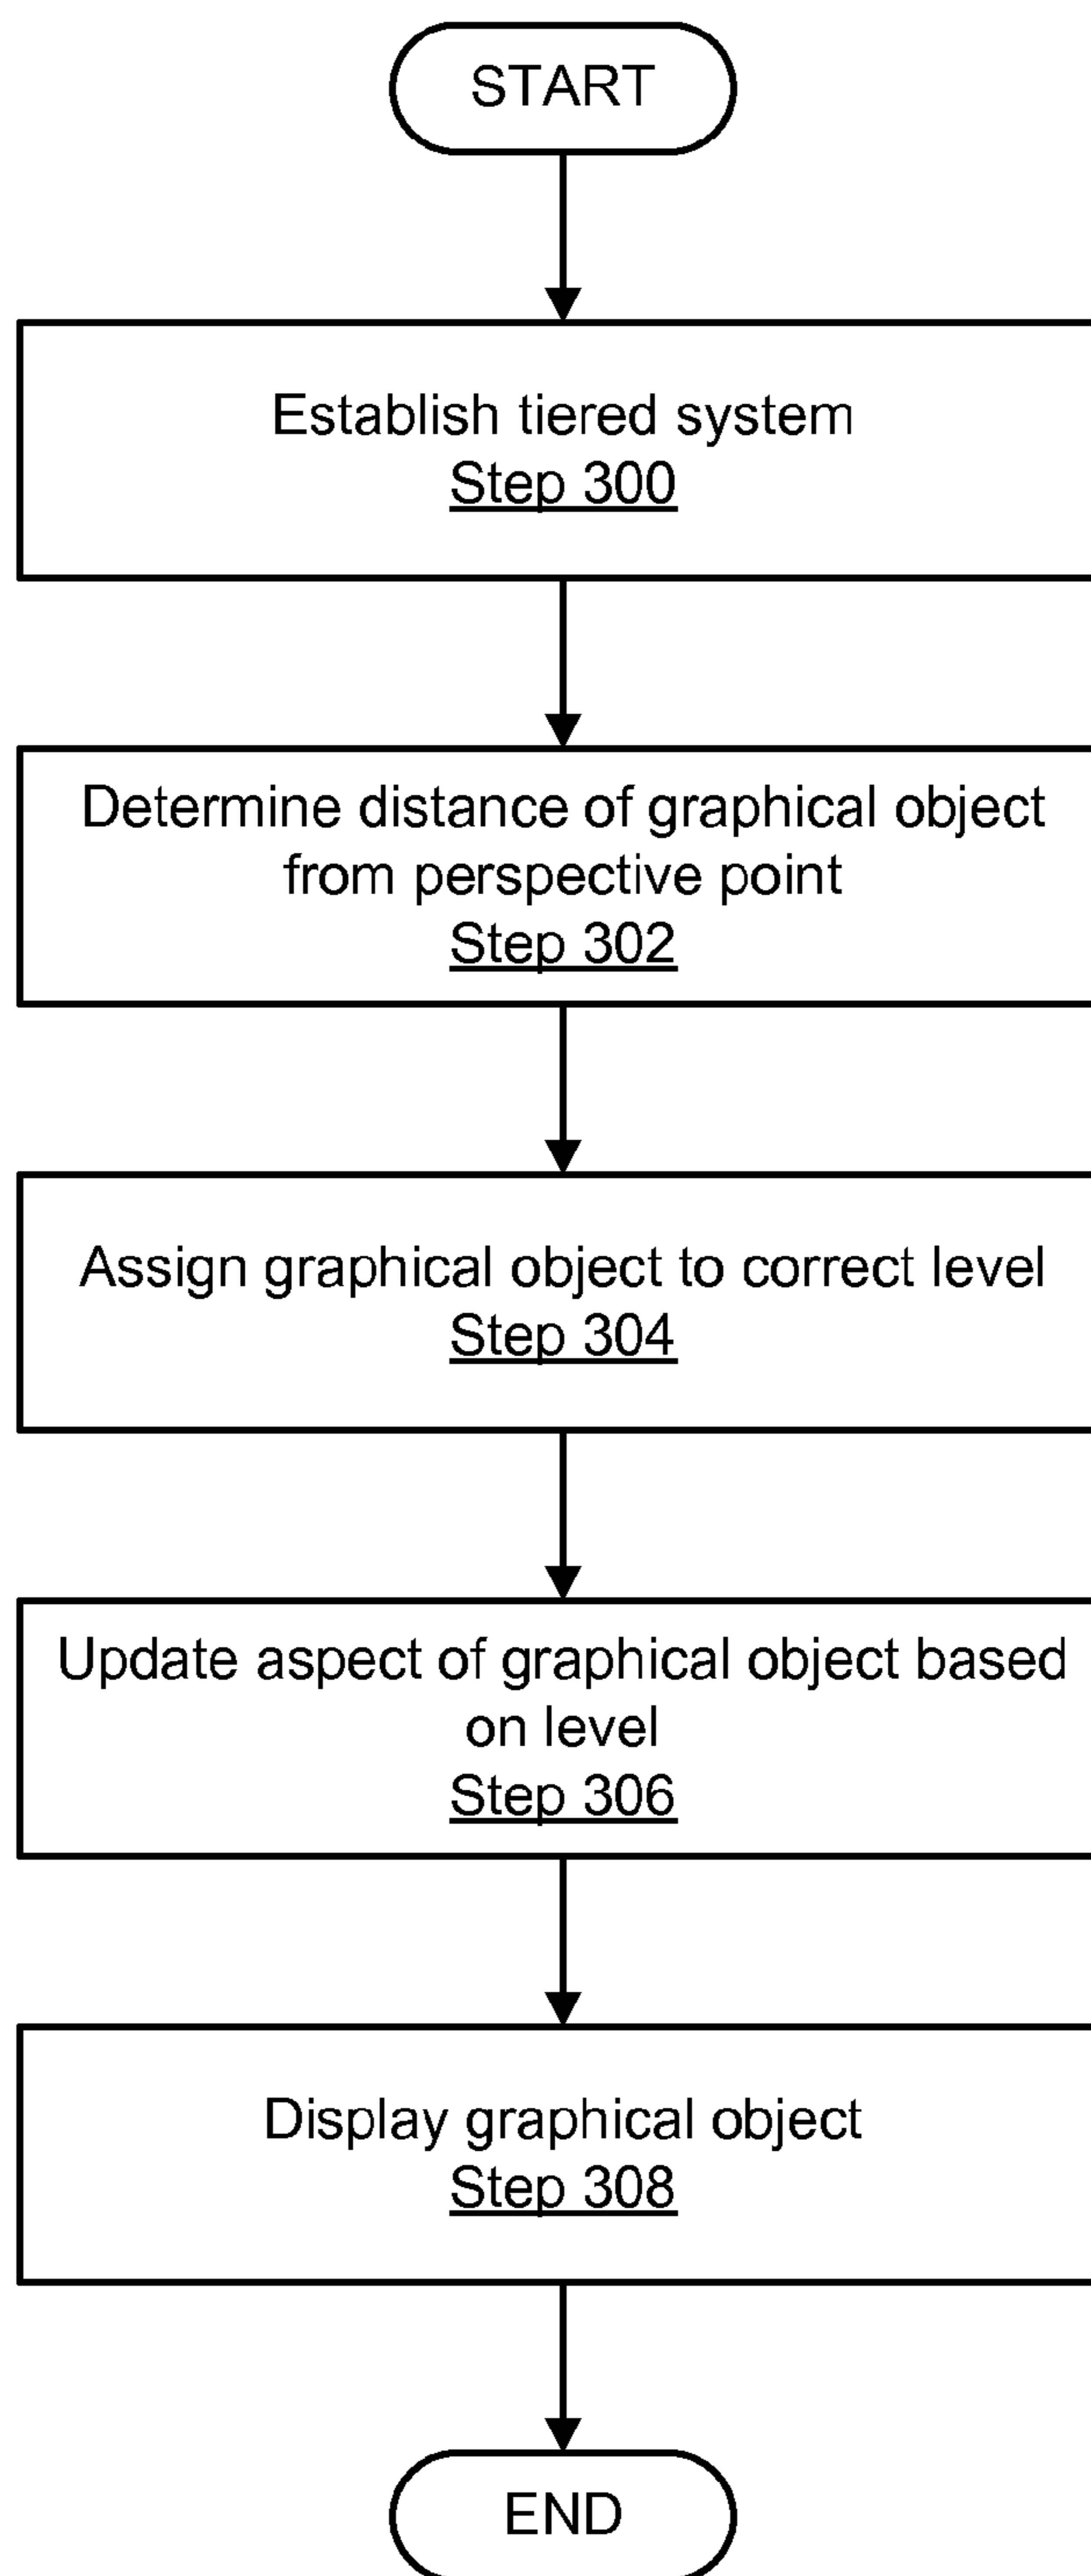 START
Establish tiered system
Step 300
Determine distance of graphical object
from perspective point
Step 302
Assign graphical object to correct level
Step 304
Update aspect of graphical object based
on level
Step 306
Display graphical object
Step 308
END